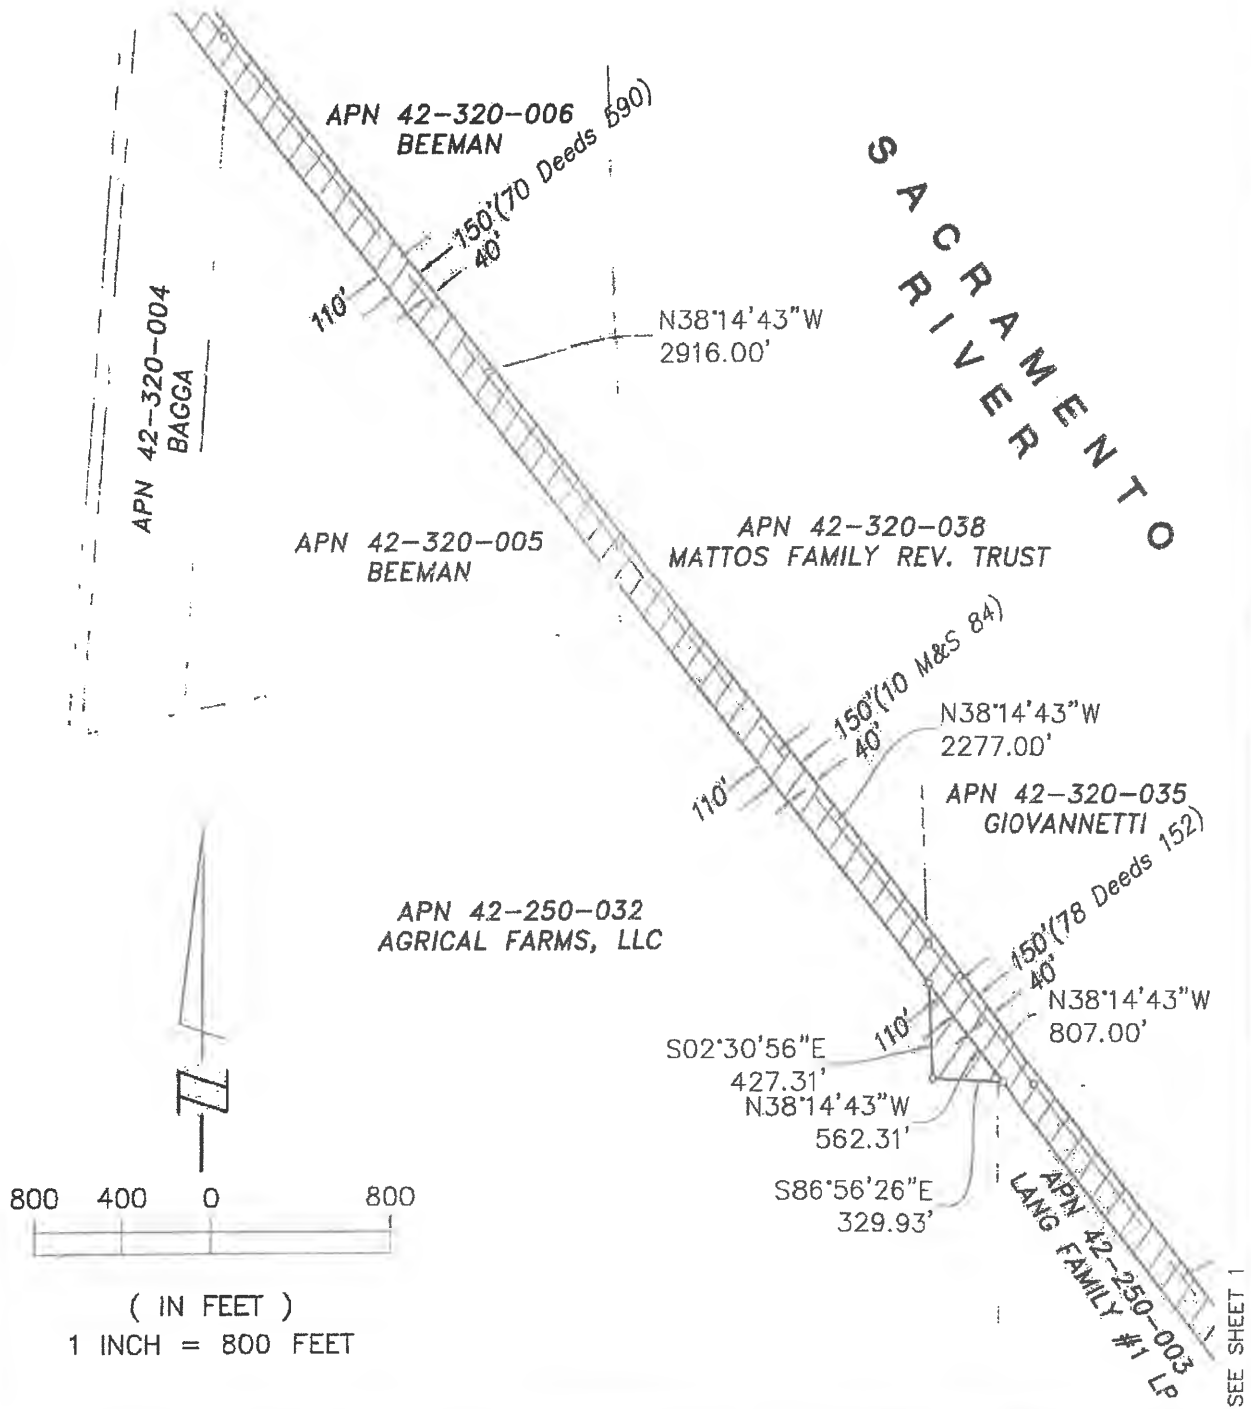 APN 42-320-006
BEEMAN
150'(70 Deeds 590)
40'
110'
SACRAMENTO
RIVER
APN 42-320-004
BAGGA
N38°14'43"W
2916.00'
APN 42-320-005
BEEMAN
APN 42-320-038
MATTOS FAMILY REV. TRUST
150'(10 M&S 84)
40'
110'
N38°14'43"W
2277.00'
APN 42-320-035
GIOVANNETTI
APN 42-250-032
AGRICAL FARMS, LLC
150'(78 Deeds 152)
40'
110'
N38°14'43"W
807.00'
S02°30'56"E
427.31'
N38°14'43"W
562.31'
S86°56'26"E
329.93'
APN 42-250-003
LANG FAMILY #1 LP
N
800 400 0 800
( IN FEET )
1 INCH = 800 FEET
SEE SHEET 1